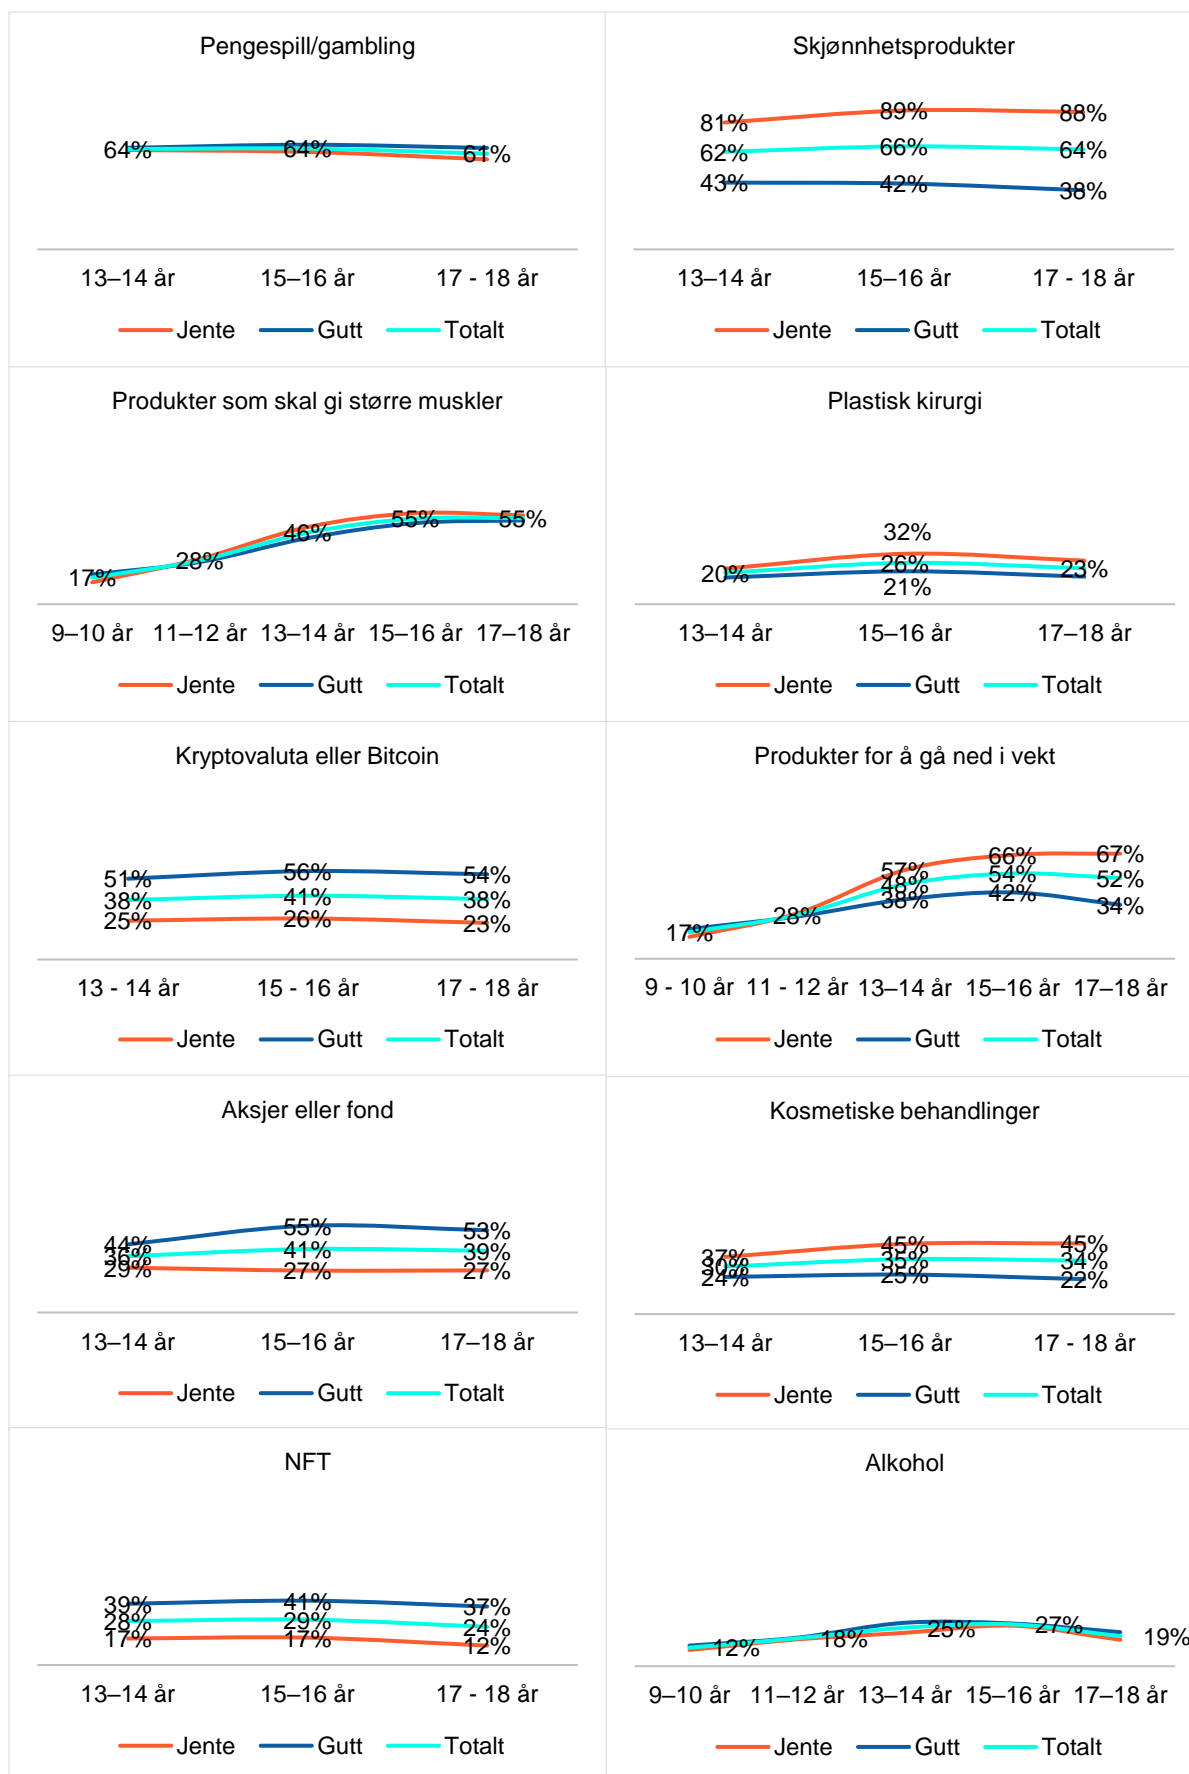 Pengespill/gambling
64% 64% 61%
13–14 år 15–16 år 17 - 18 år
Jente Gutt Totalt
Skjønnhetsprodukter
81% 89% 88%
62% 66% 64%
43% 42% 38%
13–14 år 15–16 år 17 - 18 år
Jente Gutt Totalt
Produkter som skal gi større muskler
17% 28% 46% 55% 55%
9–10 år 11–12 år 13–14 år 15–16 år 17–18 år
Jente Gutt Totalt
Plastisk kirurgi
32%
20% 26% 23%
21%
13–14 år 15–16 år 17–18 år
Jente Gutt Totalt
Kryptovaluta eller Bitcoin
51% 56% 54%
38% 41% 38%
25% 26% 23%
13 - 14 år 15 - 16 år 17 - 18 år
Jente Gutt Totalt
Produkter for å gå ned i vekt
57% 66% 67%
48% 54% 52%
17% 28% 38% 42% 34%
9 - 10 år 11 - 12 år 13–14 år 15–16 år 17–18 år
Jente Gutt Totalt
Aksjer eller fond
44% 55% 53%
36% 41% 39%
29% 27% 27%
13–14 år 15–16 år 17–18 år
Jente Gutt Totalt
Kosmetiske behandlinger
37% 45% 45%
30% 35% 34%
24% 25% 22%
13–14 år 15–16 år 17 - 18 år
Jente Gutt Totalt
NFT
39% 41% 37%
28% 29% 24%
17% 17% 12%
13–14 år 15–16 år 17 - 18 år
Jente Gutt Totalt
Alkohol
12% 18% 25% 27% 19%
9–10 år 11–12 år 13–14 år 15–16 år 17–18 år
Jente Gutt Totalt